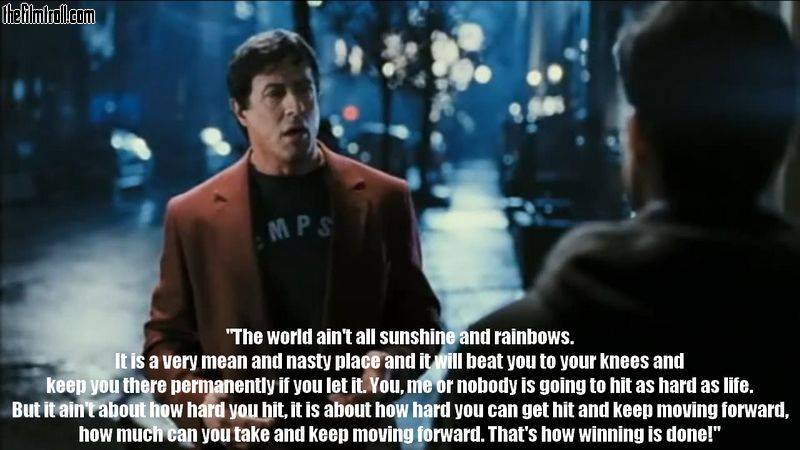 thefilmtroll.com
MPS
"The world ain't all sunshine and rainbows.
It is a very mean and nasty place and it will beat you to your knees and
keep you there permanently if you let it. You, me or nobody is going to hit as hard as life.
But it ain't about how hard you hit, it is about how hard you can get hit and keep moving forward,
how much can you take and keep moving forward. That's how winning is done!"